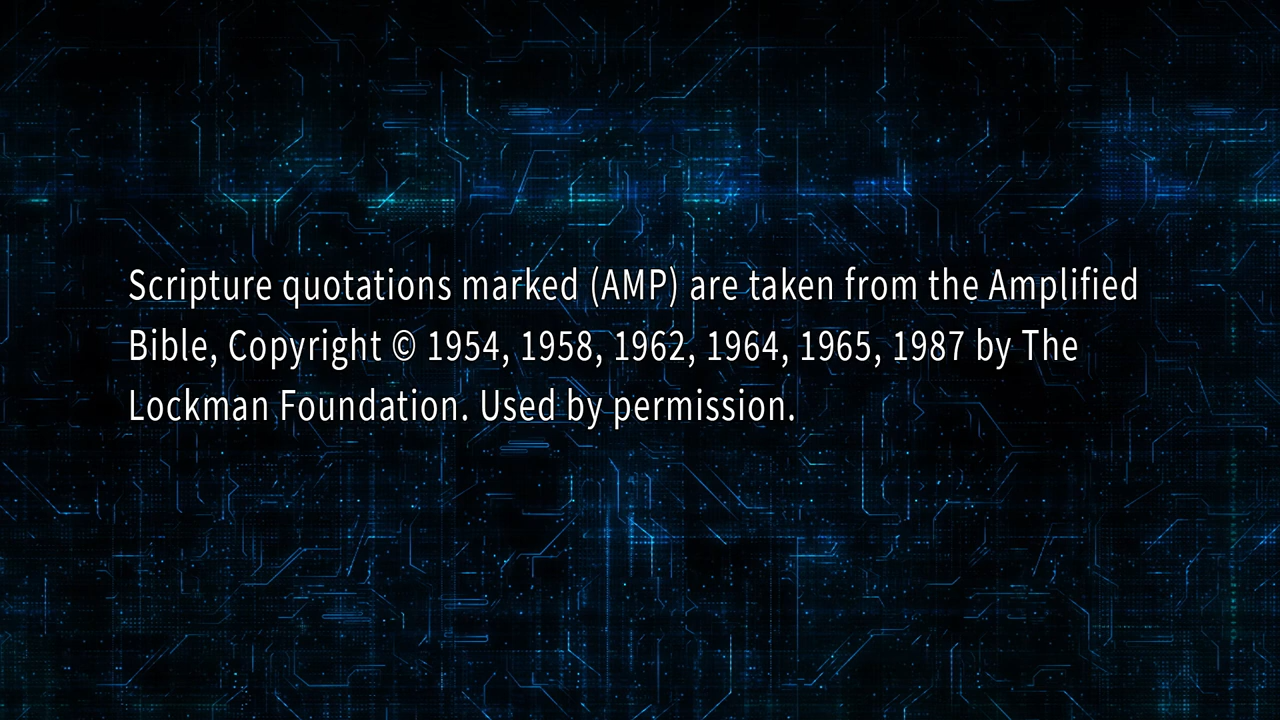 Scripture quotations marked (AMP) are taken from the Amplified
Bible, Copyright © 1954, 1958, 1962, 1964, 1965, 1987 by The
Lockman Foundation. Used by permission.